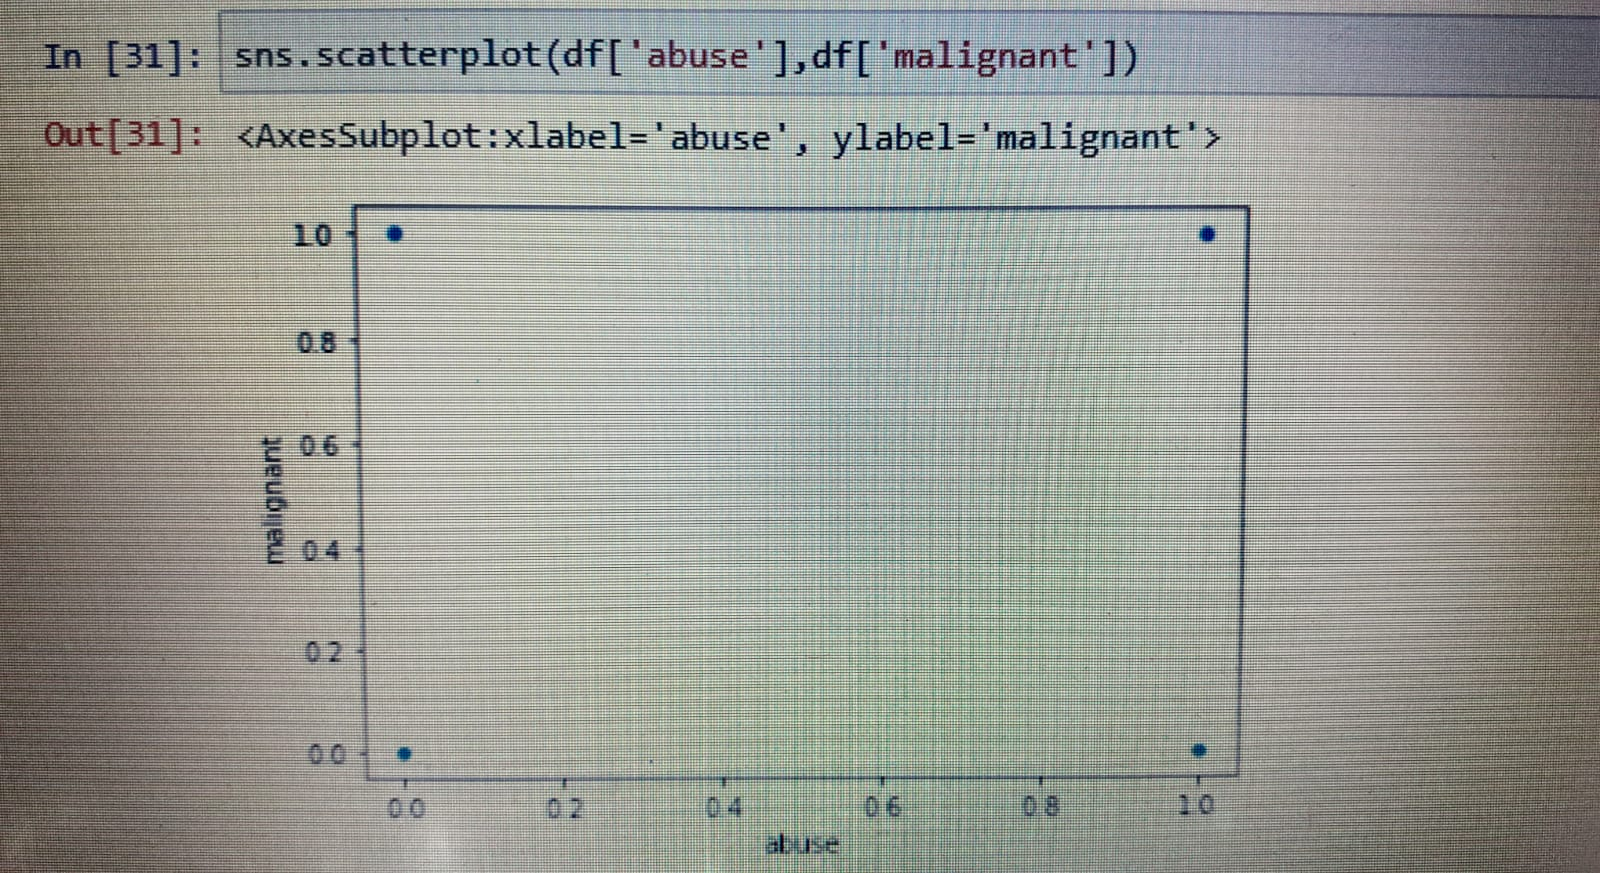 In [31]: sns.scatterplot(df['abuse'],df['malignant'])
Out[31]: <AxesSubplot:xlabel='abuse', ylabel='malignant'>
1.0
0.8
0.6
0.4
0.2
0.0
malignant
0.0 0.2 0.4 0.6 0.8 1.0
abuse